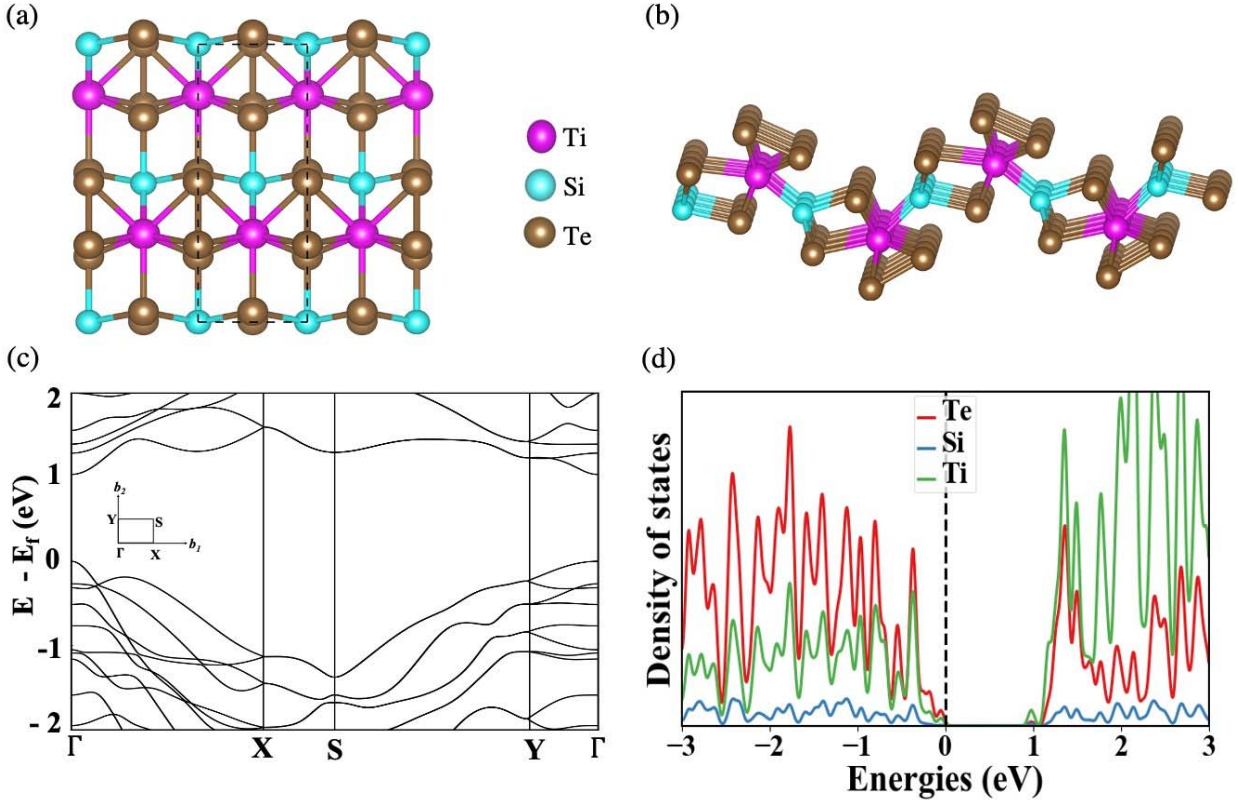 (a)
Ti
Si
Te
(b)
(c)
E - E_f (eV)
2
1
0
-1
-2
b_2
Y
S
Γ
X
b_1
Γ
X
S
Y
Γ
(d)
Density of states
Te
Si
Ti
−3
−2
−1
0
1
2
3
Energies (eV)